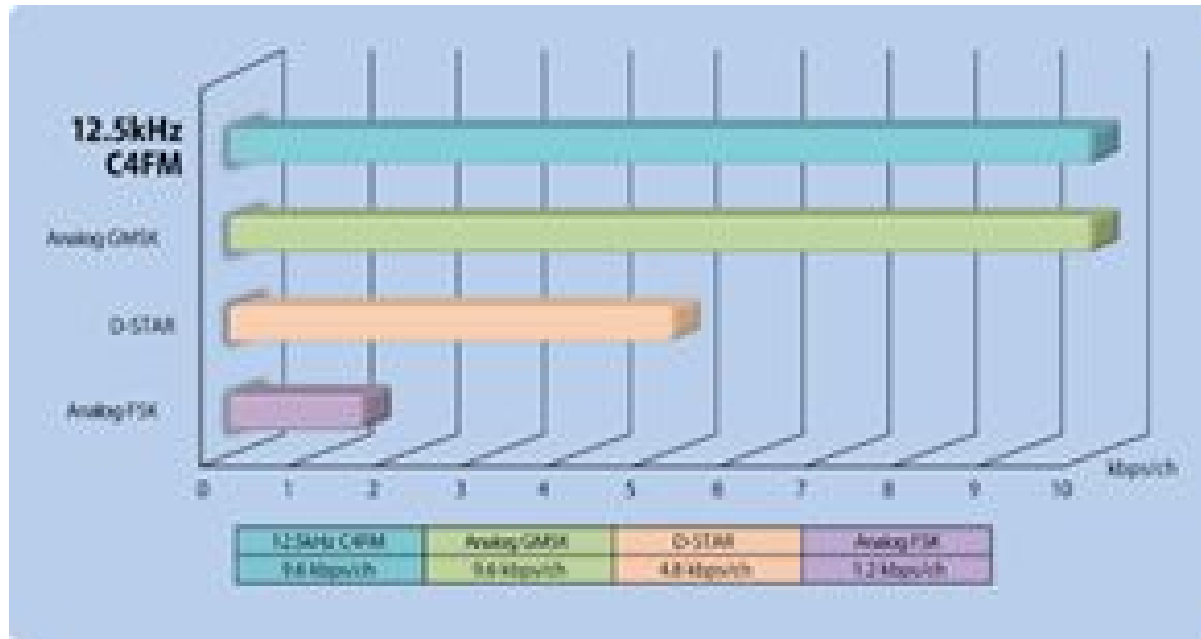 12.5kHz
C4FM
Analog GMSK
D-STAR
Analog FSK
0 1 2 3 4 5 6 7 8 9 10 kbps/ch
12.5kHz C4FM Analog GMSK D-STAR Analog FSK
9.6 kbps/ch 9.6 kbps/ch 4.8 kbps/ch 1.2 kbps/ch